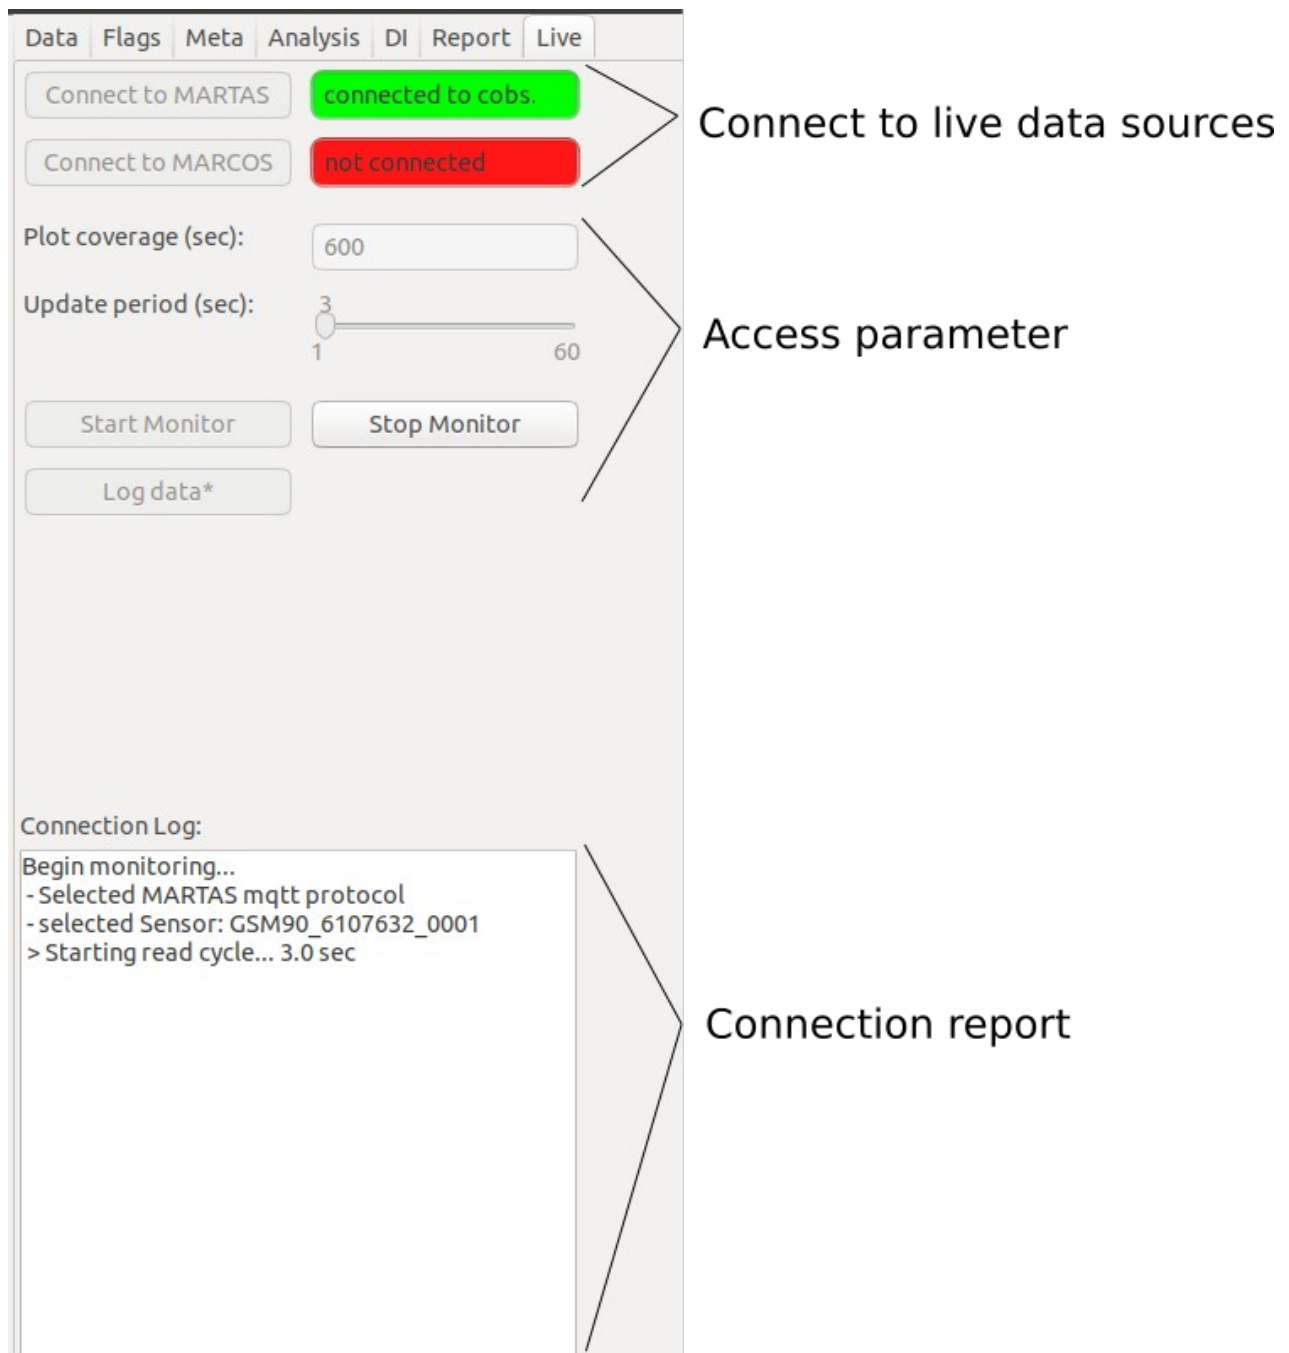 Data Flags Meta Analysis DI Report Live
Connect to MARTAS connected to cobs.
Connect to live data sources
Connect to MARCOS not connected
Plot coverage (sec): 600
Update period (sec): 3
1 60
Access parameter
Start Monitor Stop Monitor
Log data*
Connection Log:
Begin monitoring...
- Selected MARTAS mqtt protocol
- selected Sensor: GSM90_6107632_0001
> Starting read cycle... 3.0 sec
Connection report